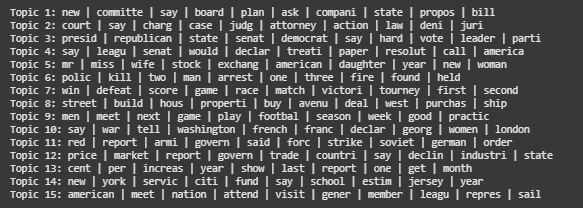 Topic 1: new | committe | say | board | plan | ask | compani | state | propos | bill
Topic 2: court | say | charg | case | judg | attorney | action | law | deni | juri
Topic 3: presid | republican | state | senat | democrat | say | hard | vote | leader | parti
Topic 4: say | leagu | senat | would | declar | treati | paper | resolut | call | america
Topic 5: mr | miss | wife | stock | exchang | american | daughter | year | new | woman
Topic 6: polic | kill | two | man | arrest | one | three | fire | found | held
Topic 7: win | defeat | score | game | race | match | victori | tourney | first | second
Topic 8: street | build | hous | properti | buy | avenu | deal | west | purchas | ship
Topic 9: men | meet | next | game | play | footbal | season | week | good | practic
Topic 10: say | war | tell | washington | french | franc | declar | georg | women | london
Topic 11: red | report | armi | govern | said | forc | strike | soviet | german | order
Topic 12: price | market | report | govern | trade | countri | say | declin | industri | state
Topic 13: cent | per | increas | year | show | last | report | one | get | month
Topic 14: new | york | servic | citi | fund | say | school | estim | jersey | year
Topic 15: american | meet | nation | attend | visit | gener | member | leagu | repres | sail